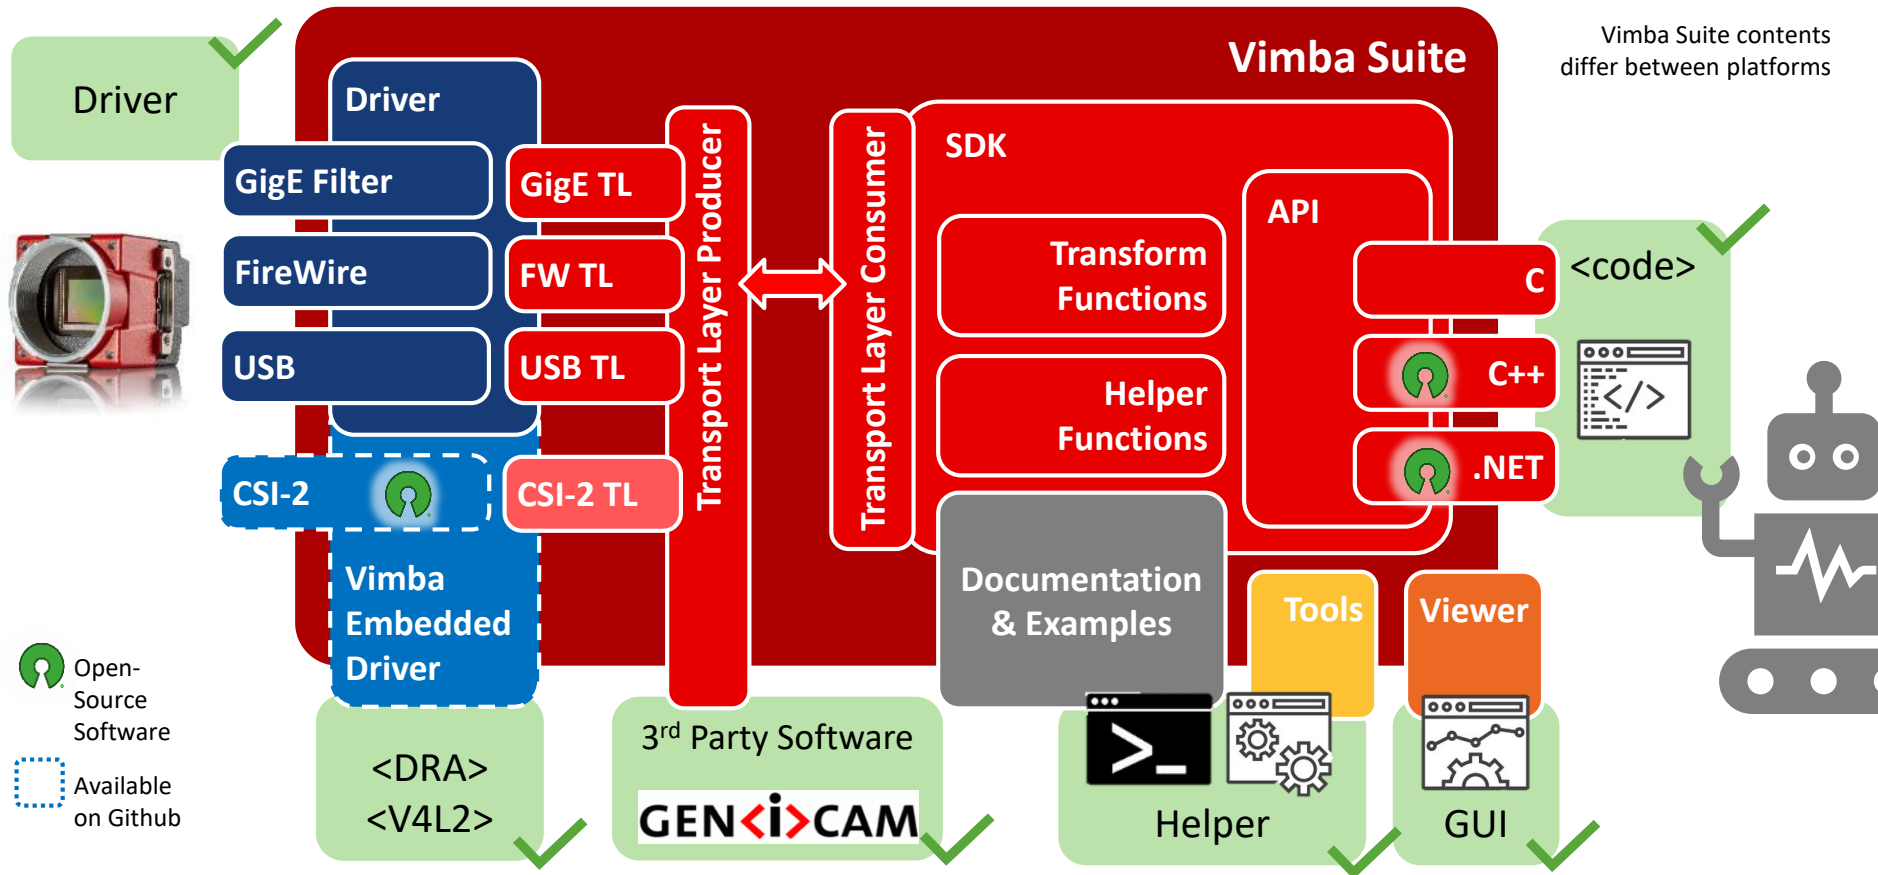 Vimba Suite
Vimba Suite contents
differ between platforms
Driver
Driver
GigE Filter
FireWire
USB
CSI-2
Vimba
Embedded
Driver
GigE TL
FW TL
USB TL
CSI-2 TL
Transport Layer Producer
Transport Layer Consumer
SDK
Transform
Functions
Helper
Functions
API
C
C++
.NET
<code>
</>
Documentation
& Examples
Tools
Viewer
Open-
Source
Software
Available
on Github
<DRA>
<V4L2>
3rd Party Software
GEN<i>CAM
>_
Helper
GUI